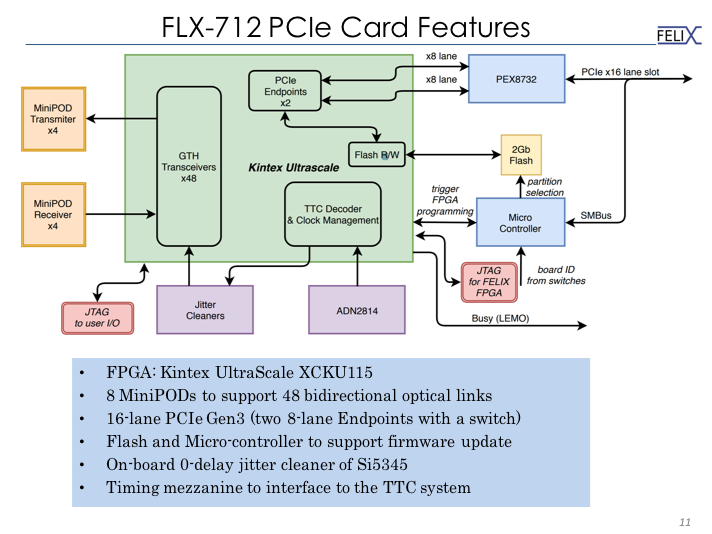 FLX-712 PCIe Card Features
FELIX
x8 lane
x8 lane
PCIe
Endpoints
x2
PEX8732
PCIe x16 lane slot
MiniPOD
Transmiter
x4
GTH
Transceivers
x48
Flash R/W
2Gb
Flash
Kintex Ultrascale
partition
selection
MiniPOD
Receiver
x4
TTC Decoder
& Clock Management
trigger
FPGA
programming
Micro
Controller
SMBus
JTAG
for FELIX
FPGA
board ID
from switches
JTAG
to user I/O
Jitter
Cleaners
ADN2814
Busy (LEMO)
• FPGA: Kintex UltraScale XCKU115
• 8 MiniPODs to support 48 bidirectional optical links
• 16-lane PCIe Gen3 (two 8-lane Endpoints with a switch)
• Flash and Micro-controller to support firmware update
• On-board 0-delay jitter cleaner of Si5345
• Timing mezzanine to interface to the TTC system
11